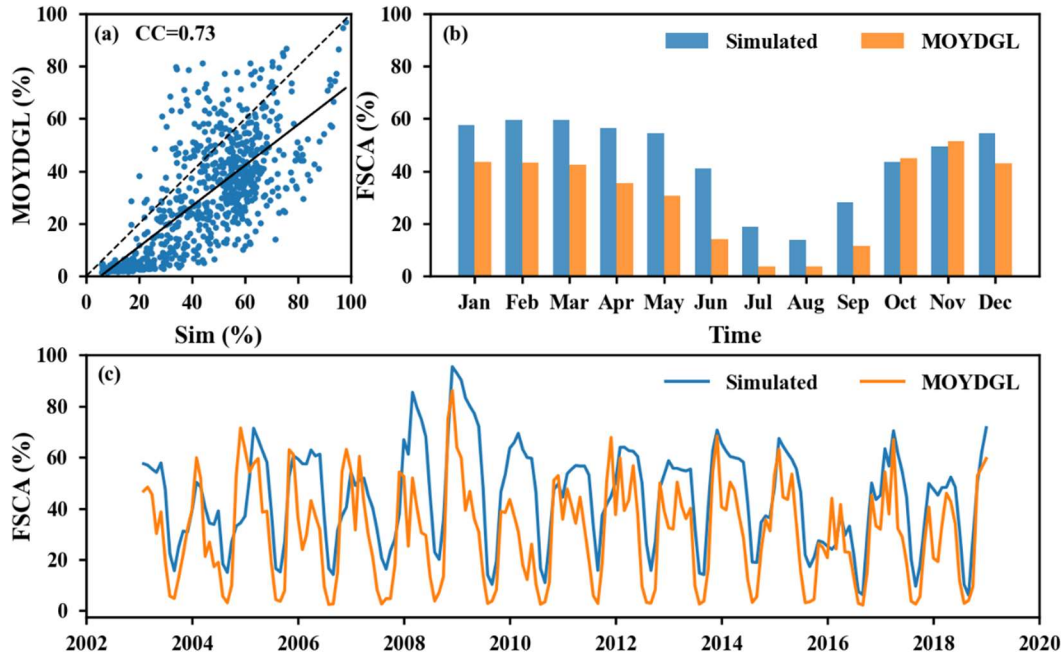 (a) CC=0.73
MOYDGL (%)
100
80
60
40
20
0
0 20 40 60 80 100
Sim (%)
(b)
Simulated MOYDGL
FSCA (%)
100
80
60
40
20
0
Jan Feb Mar Apr May Jun Jul Aug Sep Oct Nov Dec
Time
(c)
Simulated MOYDGL
FSCA (%)
100
80
60
40
20
0
2002 2004 2006 2008 2010 2012 2014 2016 2018 2020